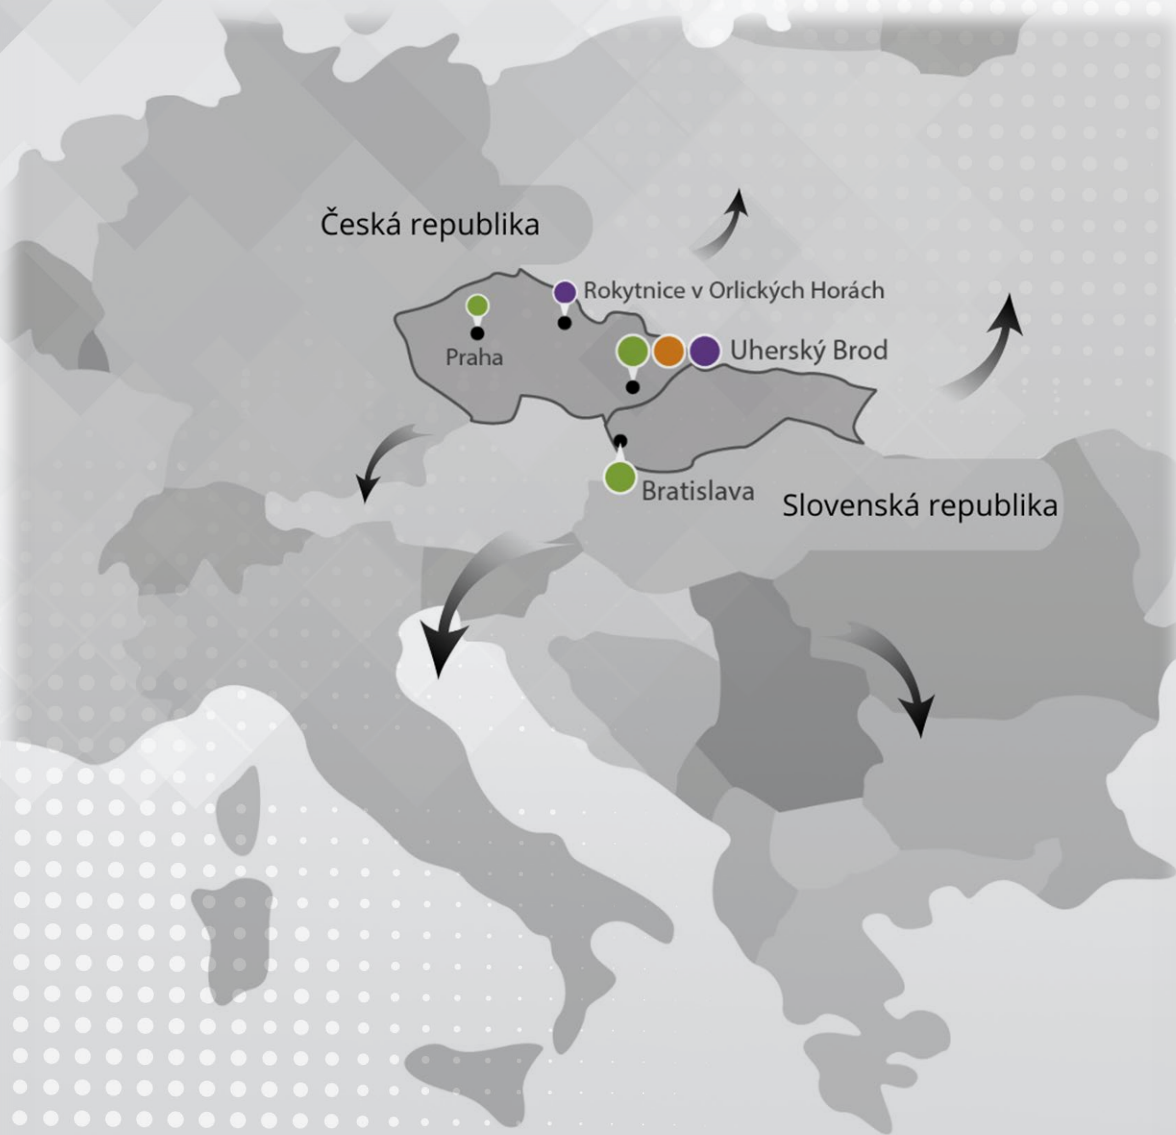 Česká republika
Rokytnice v Orlických Horách
Praha
Uherský Brod
Bratislava
Slovenská republika